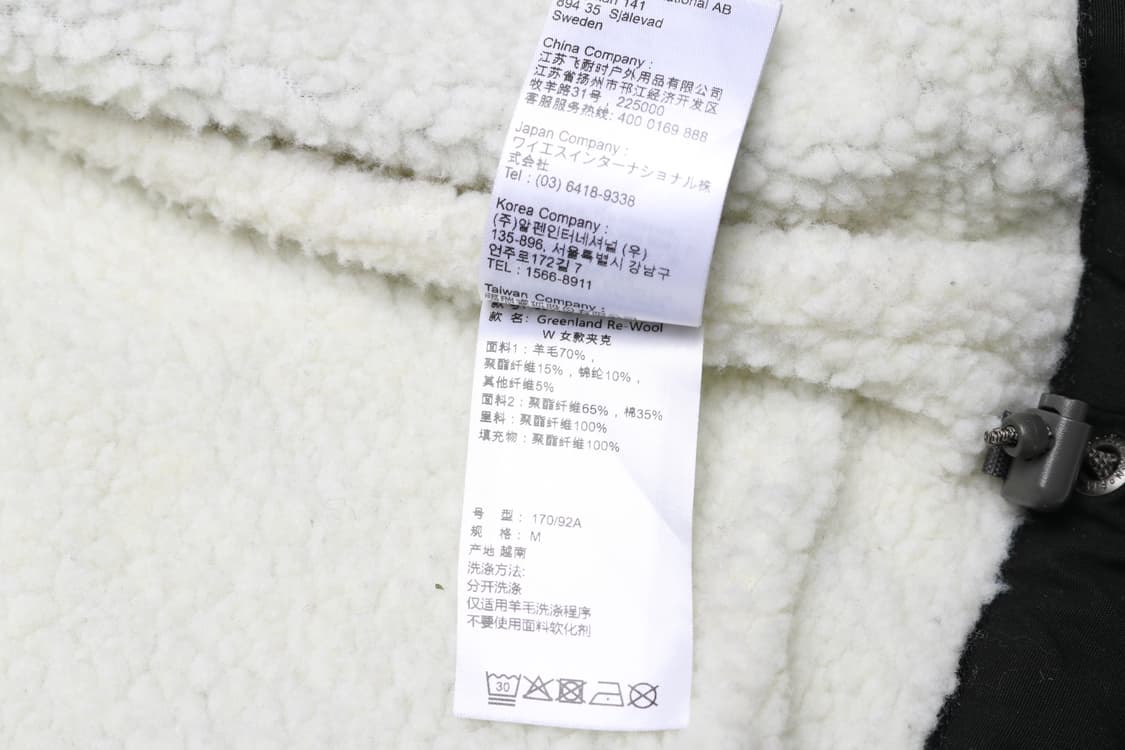 ational AB
141
894 35 Själevad
Sweden
China Company :
江苏飞耐时户外用品有限公司
江苏省扬州市邗江经济开发区
牧羊路31号，225000
客服服务热线: 400 0169 888
Japan Company :
ワイエスインターナショナル株
式会社
Tel : (03) 6418-9338
Korea Company :
(주)알펜인터네셔널 (우)
135-896, 서울특별시 강남구
언주로172길 7
TEL : 1566-8911
Taiwan Company :
款 名: Greenland Re-Wool
W 女款夹克
面料1 : 羊毛70% ,
聚酯纤维15% , 锦纶10% ,
其他纤维5%
面料2 : 聚酯纤维65% , 棉35%
里料 : 聚酯纤维100%
填充物 : 聚酯纤维100%
号 型 : 170/92A
规 格 : M
产地 越南
洗涤方法:
分开洗涤
仅适用羊毛洗涤程序
不要使用面料软化剂
30